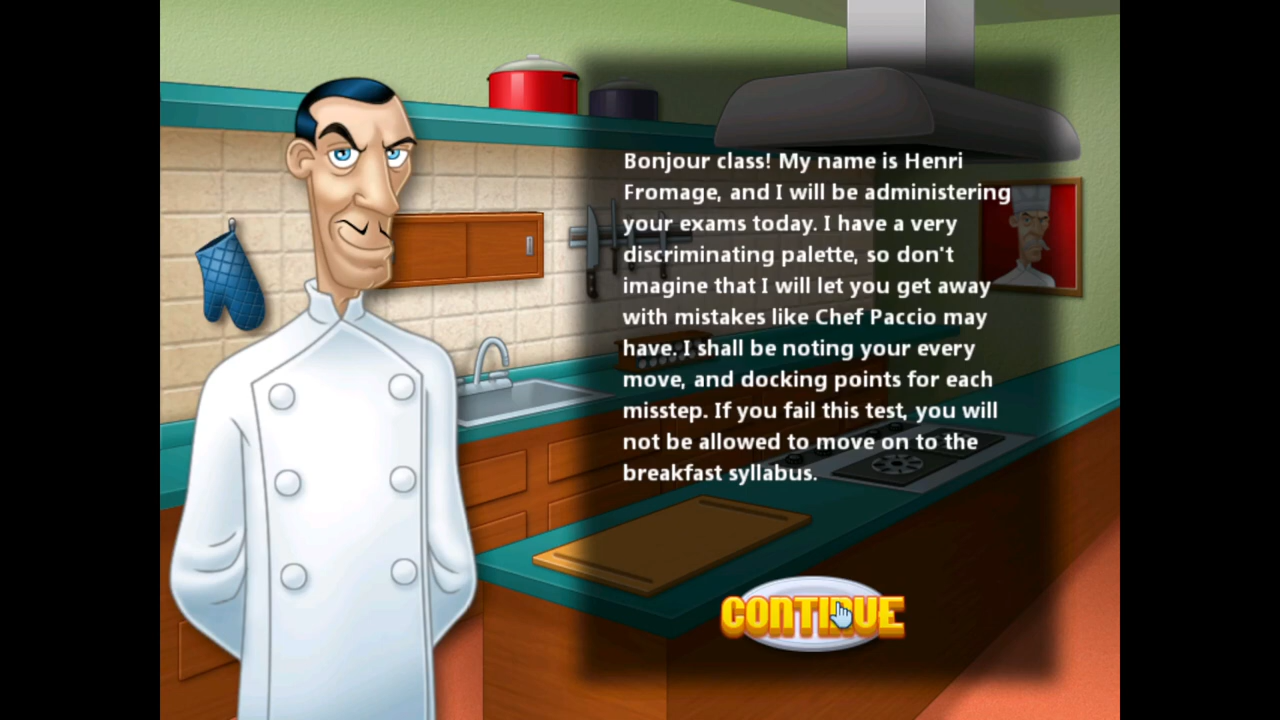 Bonjour class! My name is Henri
Fromage, and I will be administering
your exams today. I have a very
discriminating palette, so don't
imagine that I will let you get away
with mistakes like Chef Paccio may
have. I shall be noting your every
move, and docking points for each
misstep. If you fail this test, you will
not be allowed to move on to the
breakfast syllabus.
CONTINUE